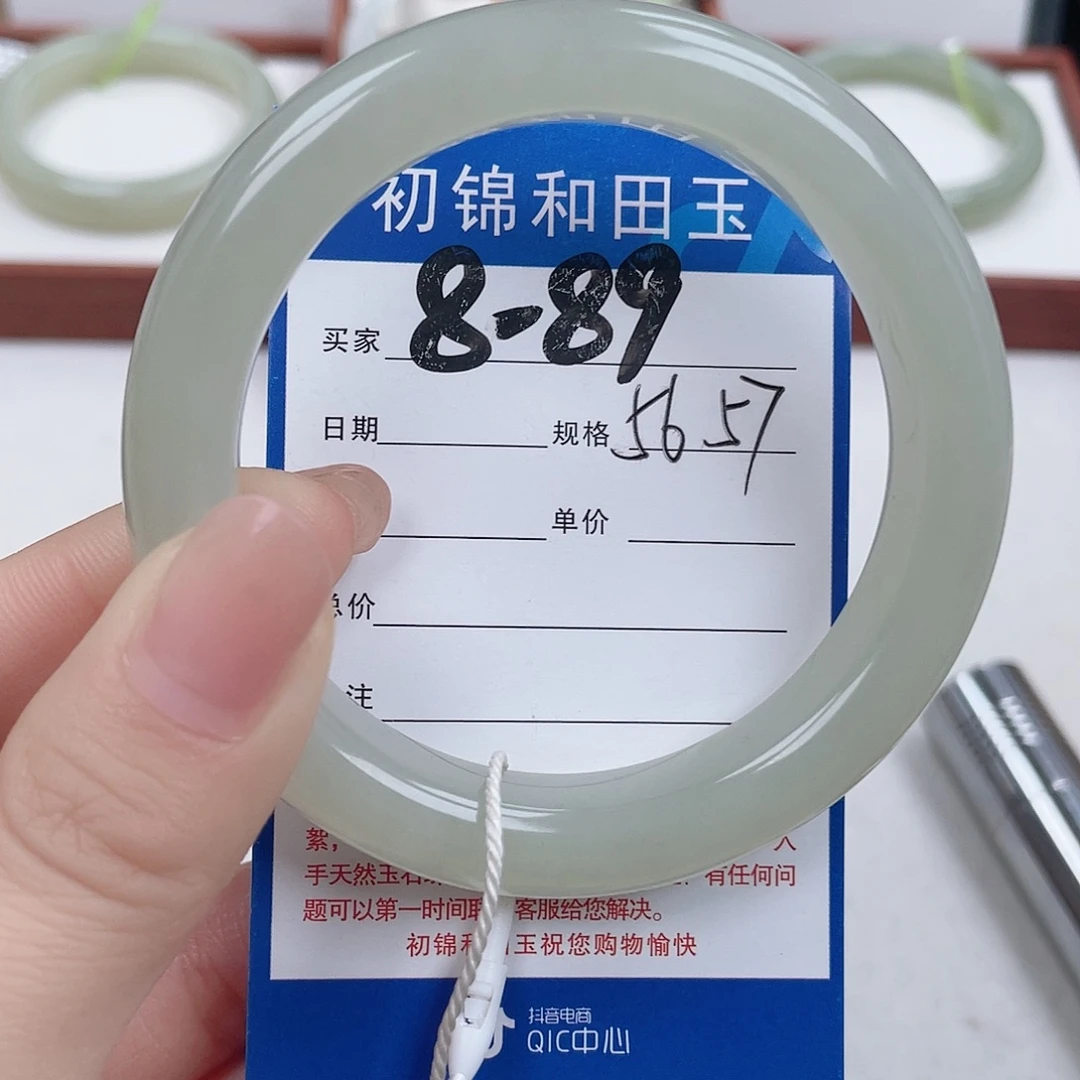 初锦和田玉
买家 8-89
日期 规格 56 57
单价
总价
注
絮，
手天然玉石 有任何问
题可以第一时间联 客服给您解决。
初锦和田玉祝您购物愉快
抖音电商
QIC中心